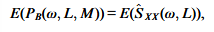 E(P_B(ω, L, M)) = E(Ŝ_XX(ω, L)),